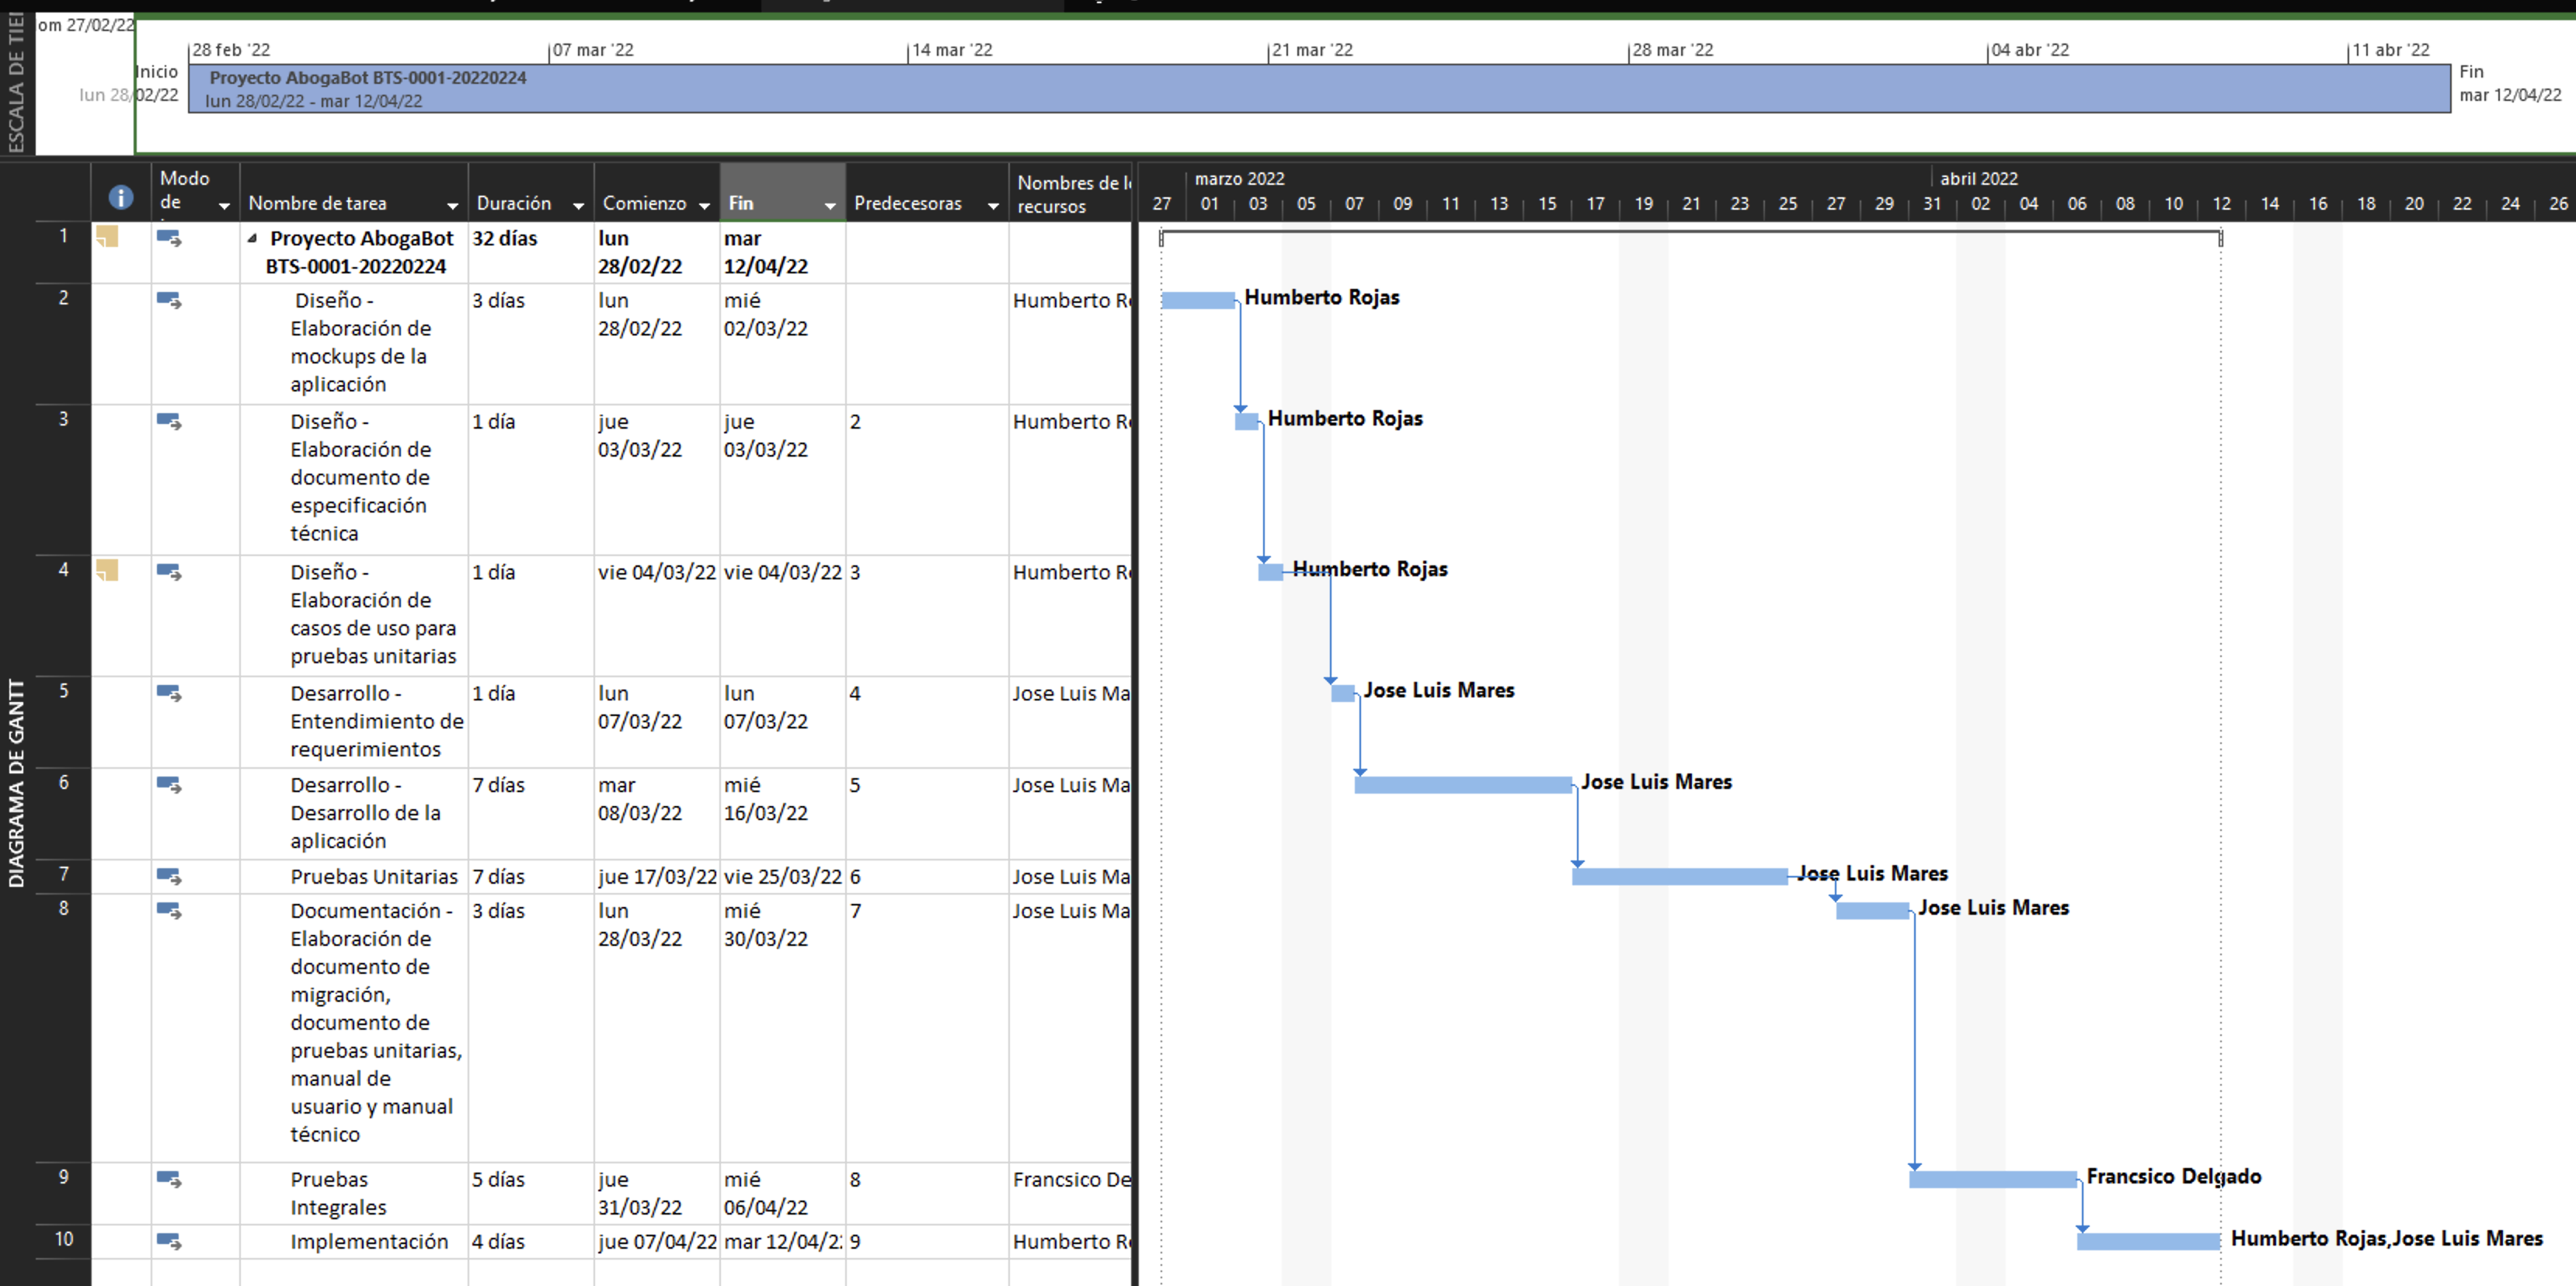 ESCALA DE TIE
om 27/02/22
28 feb '22 07 mar '22 14 mar '22 21 mar '22 28 mar '22 04 abr '22 11 abr '22
Inicio
lun 28/02/22
Proyecto AbogaBot BTS-0001-20220224
lun 28/02/22 - mar 12/04/22
Fin
mar 12/04/22
DIAGRAMA DE GANTT
Modo
de
Nombre de tarea
Duración
Comienzo
Fin
Predecesoras
Nombres de l
recursos
marzo 2022 abril 2022
27 01 03 05 07 09 11 13 15 17 19 21 23 25 27 29 31 02 04 06 08 10 12 14 16 18 20 22 24 26
1
Proyecto AbogaBot
BTS-0001-20220224
32 días
lun
28/02/22
mar
12/04/22
2
Diseño -
Elaboración de
mockups de la
aplicación
3 días
lun
28/02/22
mié
02/03/22
Humberto R
Humberto Rojas
3
Diseño -
Elaboración de
documento de
especificación
técnica
1 día
jue
03/03/22
jue
03/03/22
2
Humberto R
Humberto Rojas
4
Diseño -
Elaboración de
casos de uso para
pruebas unitarias
1 día
vie 04/03/22
vie 04/03/22
3
Humberto R
Humberto Rojas
5
Desarrollo -
Entendimiento de
requerimientos
1 día
lun
07/03/22
lun
07/03/22
4
Jose Luis Ma
Jose Luis Mares
6
Desarrollo -
Desarrollo de la
aplicación
7 días
mar
08/03/22
mié
16/03/22
5
Jose Luis Ma
Jose Luis Mares
7
Pruebas Unitarias
7 días
jue 17/03/22
vie 25/03/22
6
Jose Luis Ma
Jose Luis Mares
8
Documentación -
Elaboración de
documento de
migración,
documento de
pruebas unitarias,
manual de
usuario y manual
técnico
3 días
lun
28/03/22
mié
30/03/22
7
Jose Luis Ma
Jose Luis Mares
9
Pruebas
Integrales
5 días
jue
31/03/22
mié
06/04/22
8
Francsico De
Francsico Delgado
10
Implementación
4 días
jue 07/04/22
mar 12/04/2
9
Humberto R
Humberto Rojas,Jose Luis Mares